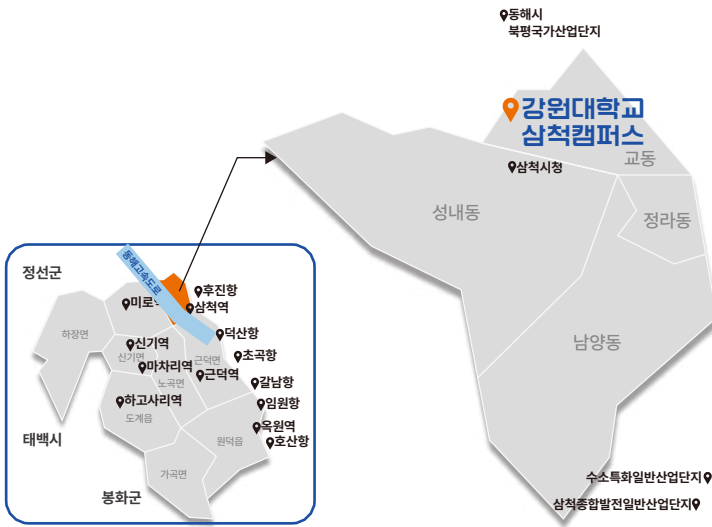 동해시
북평국가산업단지
강원대학교
삼척캠퍼스
교동
삼척시청
성내동
정라동
남양동
수소특화일반산업단지
삼척종합발전일반산업단지
정선군
동해고속도로
후진항
미로역
삼척역
하장면
덕산항
신기역
신기면
초곡항
근덕면
마차리역
근덕역
노곡면
갈남항
하고사리역
임원항
도계읍
옥원역
태백시
원덕읍
호산항
가곡면
봉화군